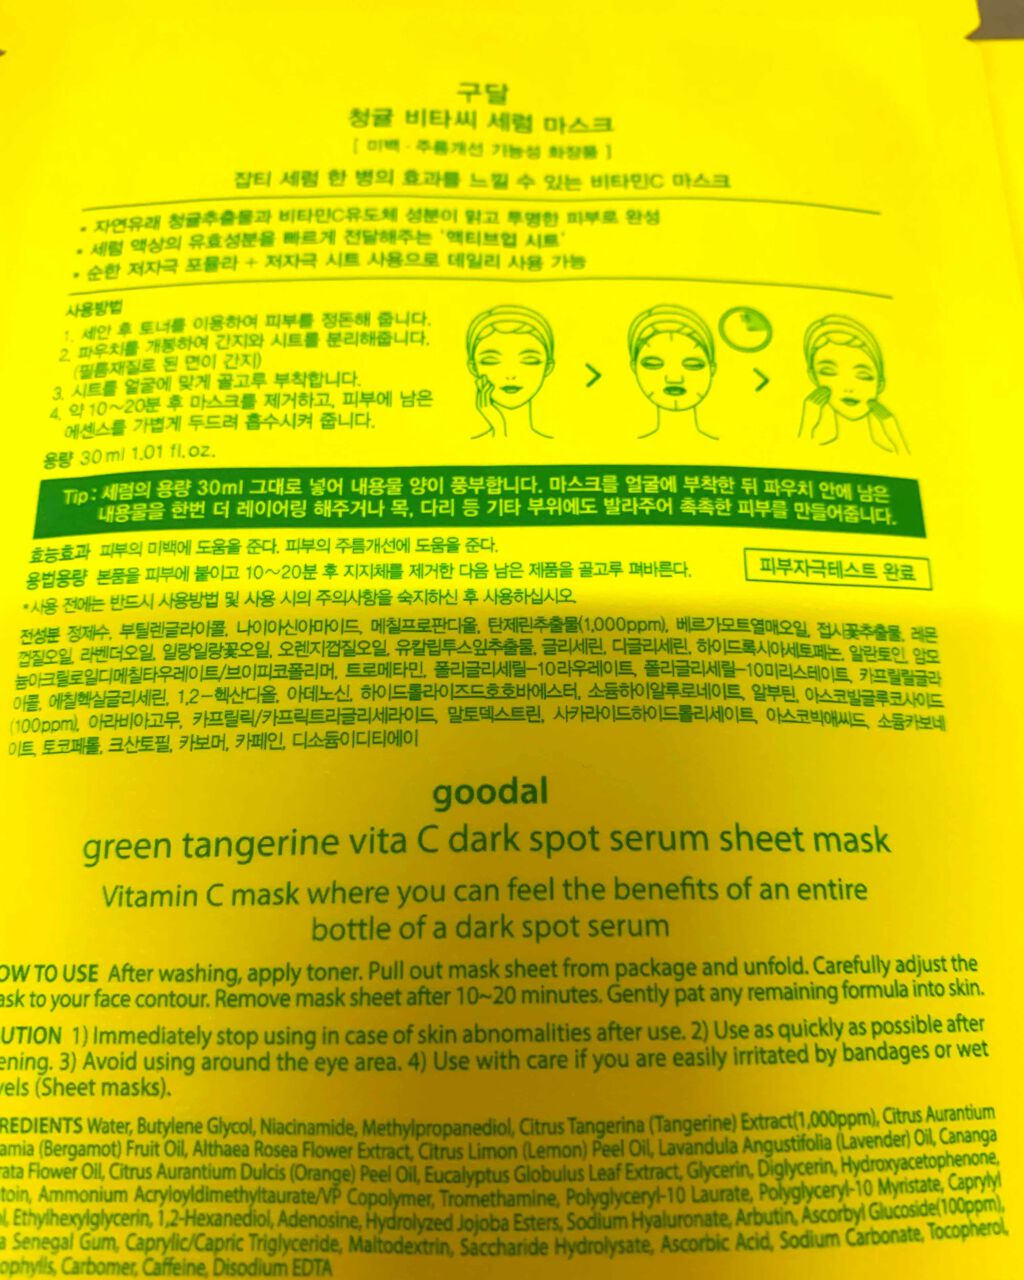 구달
청귤 비타씨 세럼 마스크
[ 미백 · 주름개선 기능성 화장품 ]
잡티 세럼 한 병의 효과를 느낄 수 있는 비타민C 마스크
• 자연유래 청귤추출물과 비타민C유도체 성분이 맑고 투명한 피부로 완성
• 세럼 액상의 유효성분을 빠르게 전달해주는 '액티브업 시트'
• 순한 저자극 포뮬라 + 저자극 시트 사용으로 데일리 사용 가능
사용방법
1. 세안 후 토너를 이용하여 피부를 정돈해 줍니다.
2. 파우치를 개봉하여 간지와 시트를 분리해줍니다.
(필름재질로 된 면이 간지)
3. 시트를 얼굴에 맞게 골고루 부착합니다.
4. 약 10~20분 후 마스크를 제거하고, 피부에 남은
에센스를 가볍게 두드려 흡수시켜 줍니다.
용량 30ml 1.01 fl.oz.
Tip : 세럼의 용량 30ml 그대로 넣어 내용물 양이 풍부합니다. 마스크를 얼굴에 부착한 뒤 파우치 안에 남은
내용물을 한번 더 레이어링 해주거나 목, 다리 등 기타 부위에도 발라주어 촉촉한 피부를 만들어줍니다.
효능효과 피부의 미백에 도움을 준다. 피부의 주름개선에 도움을 준다.
용법용량 본품을 피부에 붙이고 10~20분 후 지지체를 제거한 다음 남은 제품을 골고루 펴바른다.
피부자극테스트 완료
*사용 전에는 반드시 사용방법 및 사용 시의 주의사항을 숙지하신 후 사용하십시오.
전성분 정제수, 부틸렌글라이콜, 나이아신아마이드, 메칠프로판디올, 탄제린추출물(1,000ppm), 베르가모트열매오일, 접시꽃추출물, 레몬
껍질오일, 라벤더오일, 일랑일랑꽃오일, 오렌지껍질오일, 유칼립투스잎추출물, 글리세린, 디글리세린, 하이드록시아세토페논, 알란토인, 암모
늄아크릴로일디메칠타우레이트/브이피코폴리머, 트로메타민, 폴리글리세릴-10라우레이트, 폴리글리세릴-10미리스테이트, 카프릴릴글라
이콜, 에칠헥실글리세린, 1,2-헥산디올, 아데노신, 하이드롤라이즈드호호바에스터, 소듐하이알루로네이트, 알부틴, 아스코빌글루코사이드
(100ppm), 아라비아고무, 카프릴릭/카프릭트리글리세라이드, 말토덱스트린, 사카라이드하이드롤리세이트, 아스코빅애씨드, 소듐카보네
이트, 토코페롤, 크산토필, 카보머, 카페인, 디소듐이디티에이
goodal
green tangerine vita C dark spot serum sheet mask
Vitamin C mask where you can feel the benefits of an entire
bottle of a dark spot serum
OW TO USE After washing, apply toner. Pull out mask sheet from package and unfold. Carefully adjust the
ask to your face contour. Remove mask sheet after 10~20 minutes. Gently pat any remaining formula into skin.
UTION 1) Immediately stop using in case of skin abnomalities after use. 2) Use as quickly as possible after
ening. 3) Avoid using around the eye area. 4) Use with care if you are easily irritated by bandages or wet
vels (Sheet masks).
REDIENTS Water, Butylene Glycol, Niacinamide, Methylpropanediol, Citrus Tangerina (Tangerine) Extract(1,000ppm), Citrus Aurantium
amia (Bergamot) Fruit Oil, Althaea Rosea Flower Extract, Citrus Limon (Lemon) Peel Oil, Lavandula Angustifolia (Lavender) Oil, Cananga
rata Flower Oil, Citrus Aurantium Dulcis (Orange) Peel Oil, Eucalyptus Globulus Leaf Extract, Glycerin, Diglycerin, Hydroxyacetophenone,
toin, Ammonium Acryloyldimethyltaurate/VP Copolymer, Tromethamine, Polyglyceryl-10 Laurate, Polyglyceryl-10 Myristate, Caprylyl
ol, Ethylhexylglycerin, 1,2-Hexanediol, Adenosine, Hydrolyzed Jojoba Esters, Sodium Hyaluronate, Arbutin, Ascorbyl Glucoside(100ppm),
a Senegal Gum, Caprylic/Capric Triglyceride, Maltodextrin, Saccharide Hydrolysate, Ascorbic Acid, Sodium Carbonate, Tocopherol,
ophylls, Carbomer, Caffeine, Disodium EDTA